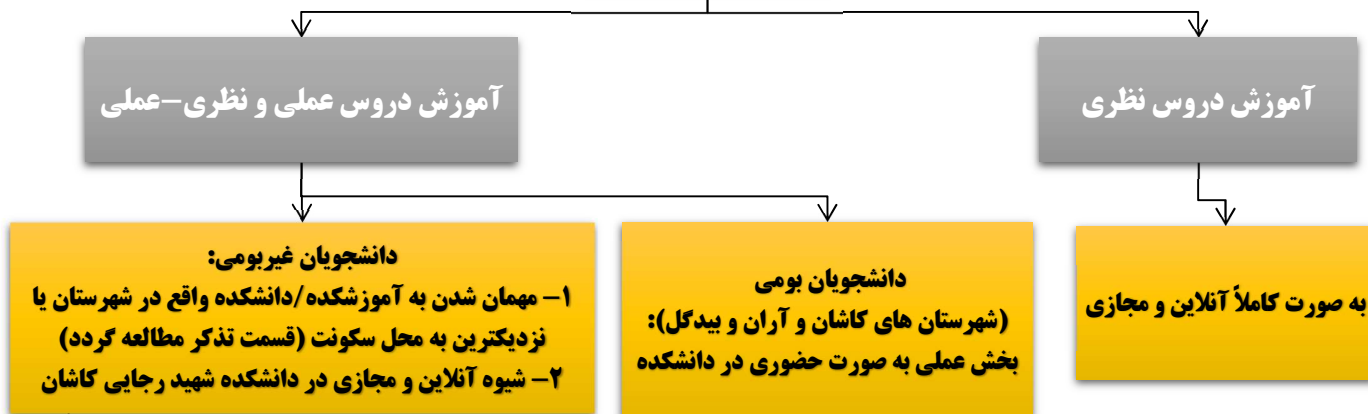 آموزش دروس نظری
آموزش دروس عملی و نظری-عملی
به صورت کاملاً آنلاین و مجازی
دانشجویان بومی
(شهرستان های کاشان و آران و بیدگل):
بخش عملی به صورت حضوری در دانشکده
دانشجویان غیربومی:
۱- مهمان شدن به آموزشکده/دانشکده واقع در شهرستان یا
نزدیکترین به محل سکونت (قسمت تذکر مطالعه گردد)
۲- شیوه آنلاین و مجازی در دانشکده شهید رجایی کاشان